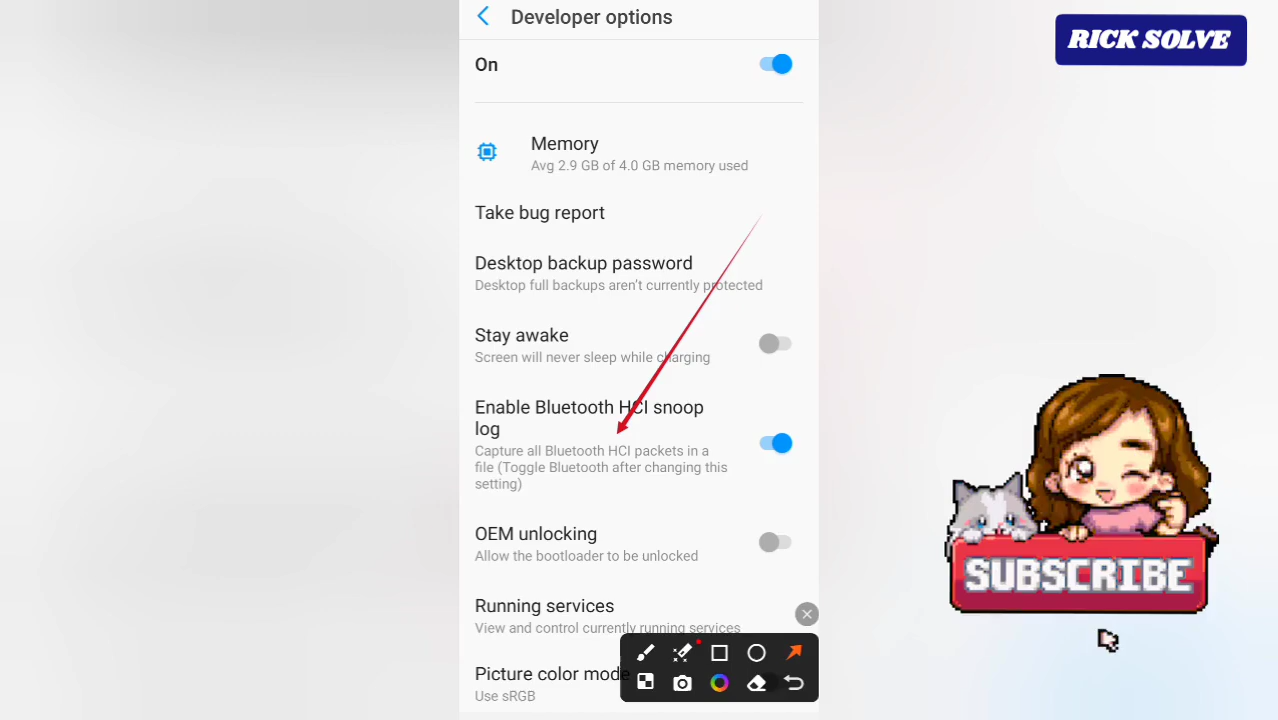 Developer options
RICK SOLVE
On
Memory
Avg 2.9 GB of 4.0 GB memory used
Take bug report
Desktop backup password
Desktop full backups aren't currently protected
Stay awake
Screen will never sleep while charging
Enable Bluetooth HCI snoop
log
Capture all Bluetooth HCI packets in a
file (Toggle Bluetooth after changing this
setting)
OEM unlocking
Allow the bootloader to be unlocked
SUBSCRIBE
Running services
View and control currently running services
Picture color mode
Use sRGB